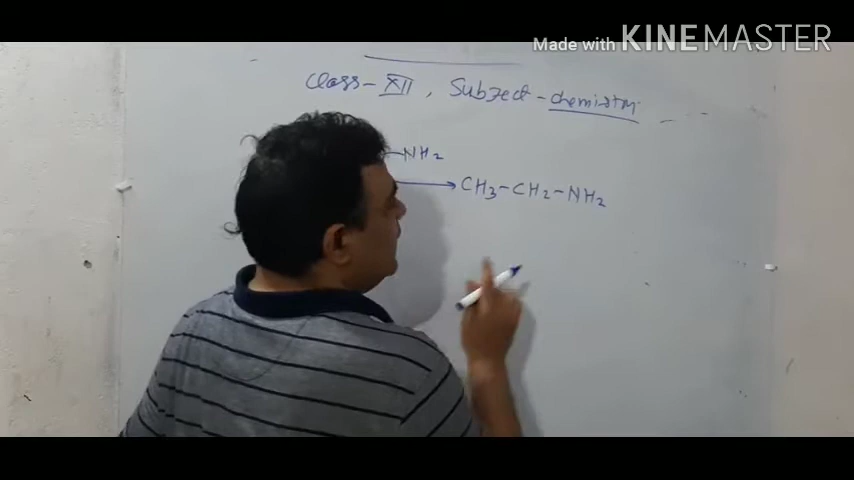 Made with KINEMASTER
Class-XII, Subject-chemistry
-NH2
CH3-CH2-NH2